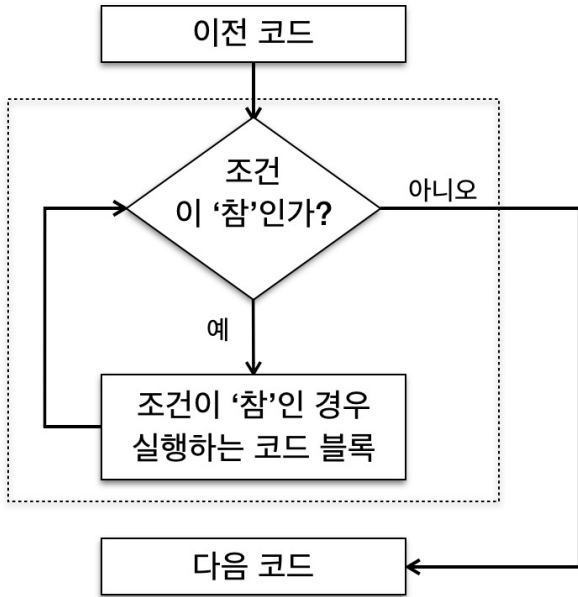 이전 코드
조건
이 ‘참’인가?
아니오
예
조건이 ‘참’인 경우
실행하는 코드 블록
다음 코드